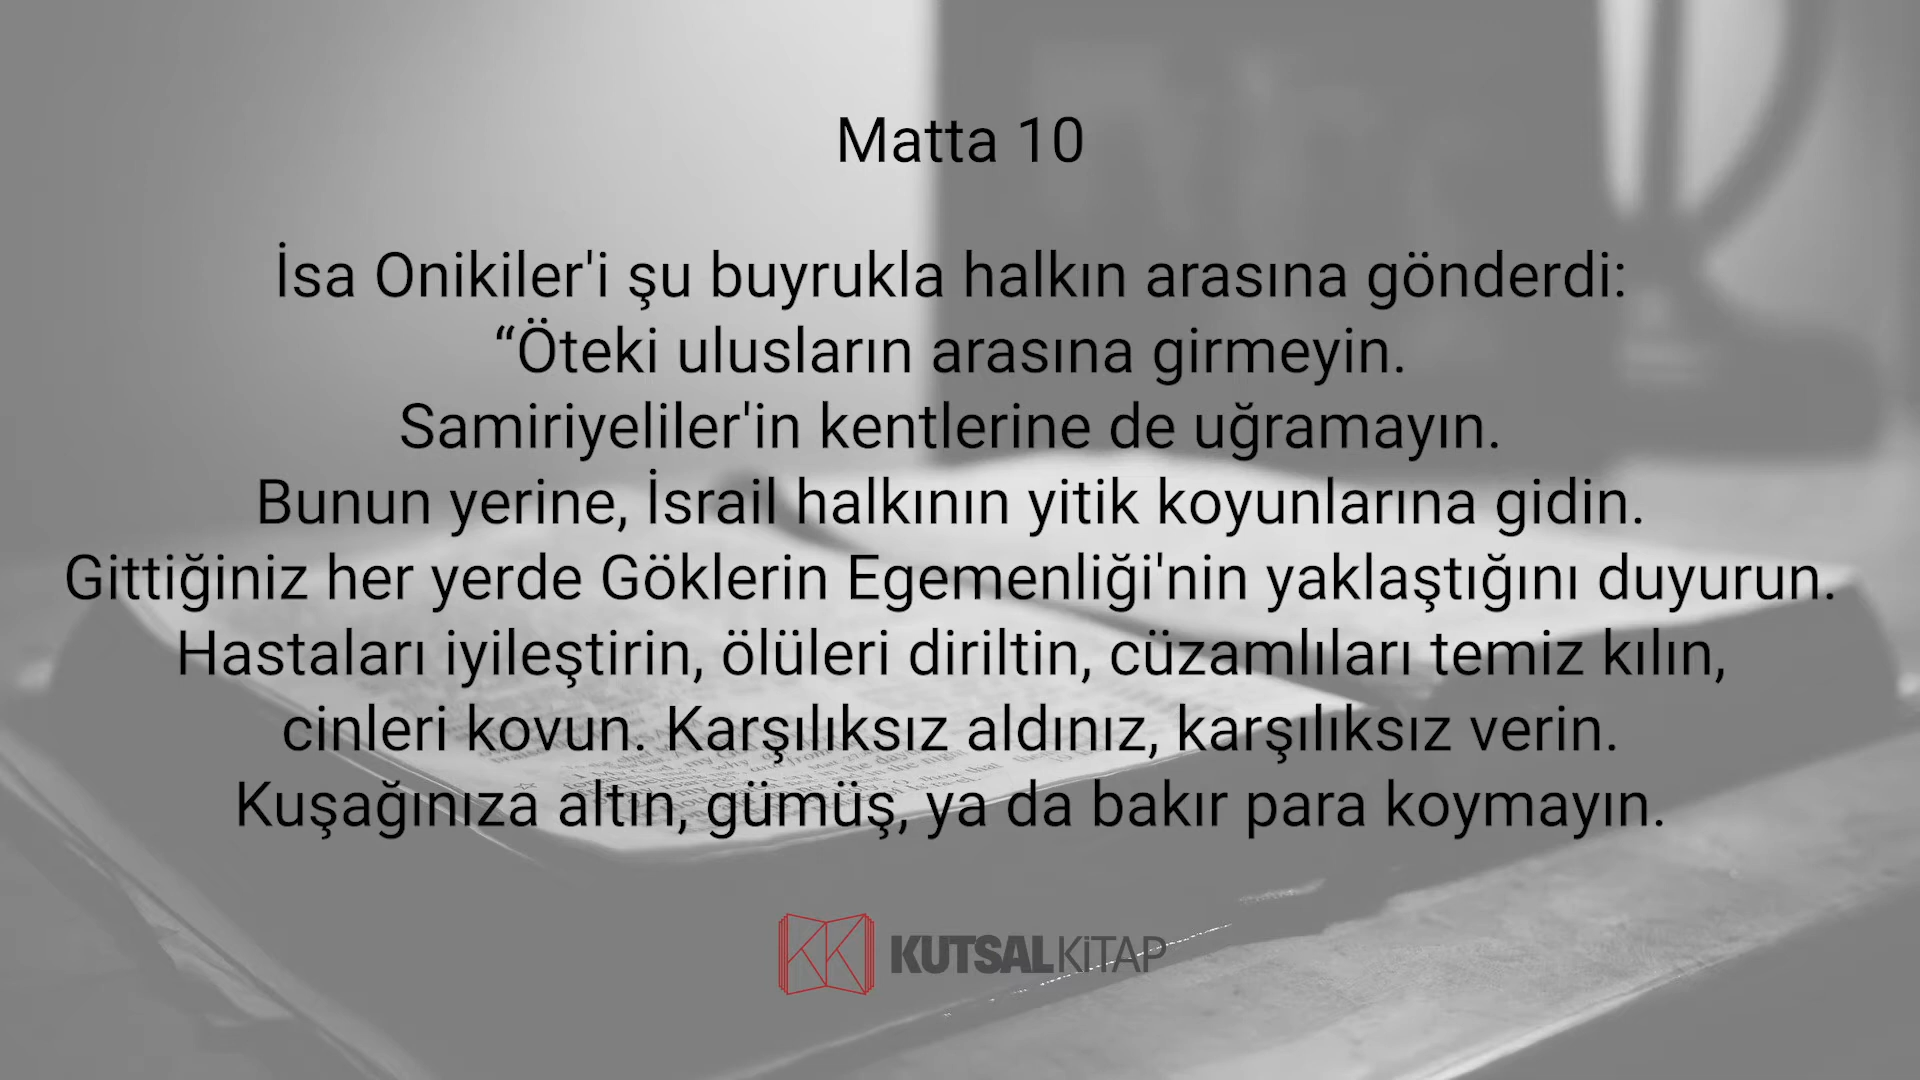 Matta 10
İsa Onikiler'i şu buyrukla halkın arasına gönderdi:
“Öteki ulusların arasına girmeyin.
Samiriyeliler'in kentlerine de uğramayın.
Bunun yerine, İsrail halkının yitik koyunlarına gidin.
Gittiğiniz her yerde Göklerin Egemenliği'nin yaklaştığını duyurun.
Hastaları iyileştirin, ölüleri diriltin, cüzamlıları temiz kılın,
cinleri kovun. Karşılıksız aldınız, karşılıksız verin.
Kuşağınıza altın, gümüş, ya da bakır para koymayın.
KUTSALKİTAP